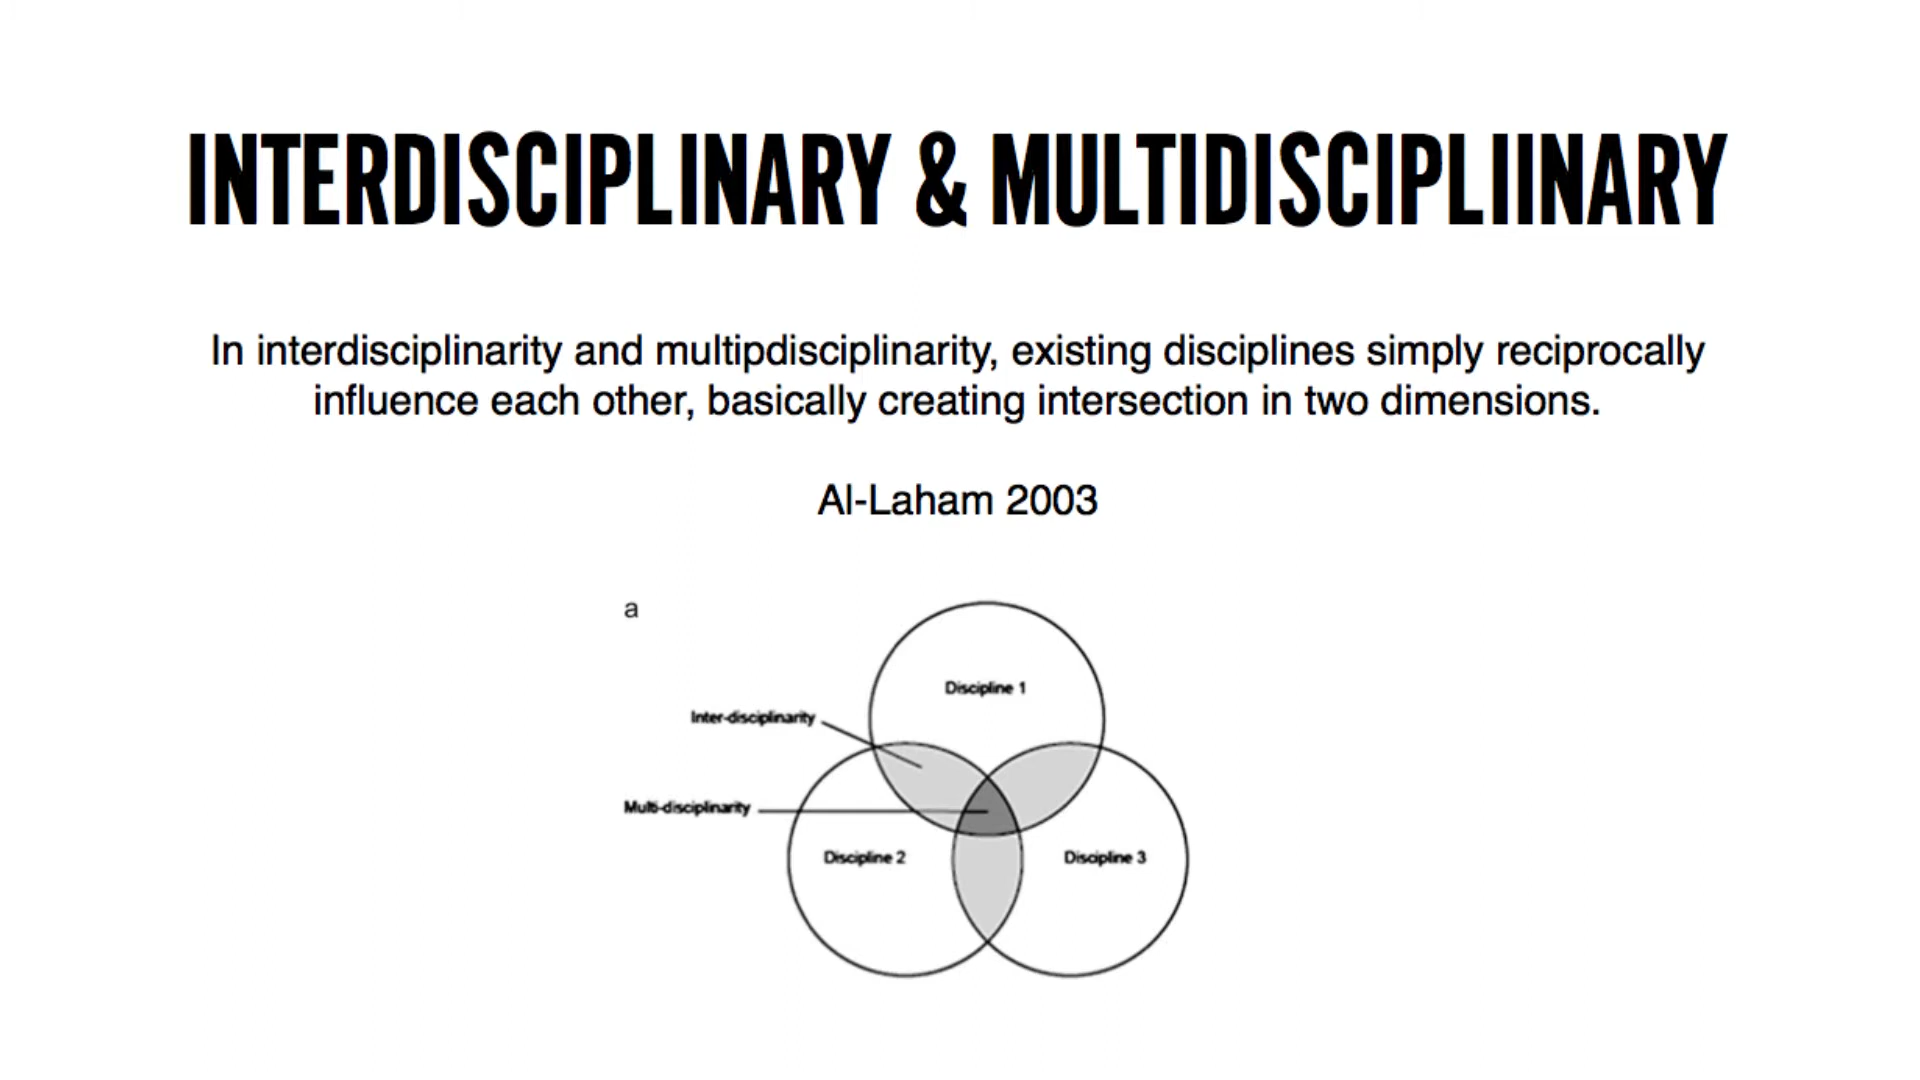 INTERDISCIPLINARY & MULTIDISCIPLIINARY
In interdisciplinarity and multipdisciplinarity, existing disciplines simply reciprocally
influence each other, basically creating intersection in two dimensions.
Al-Laham 2003
a
Discipline 1
Inter-disciplinarity
Multi-disciplinarity
Discipline 2
Discipline 3